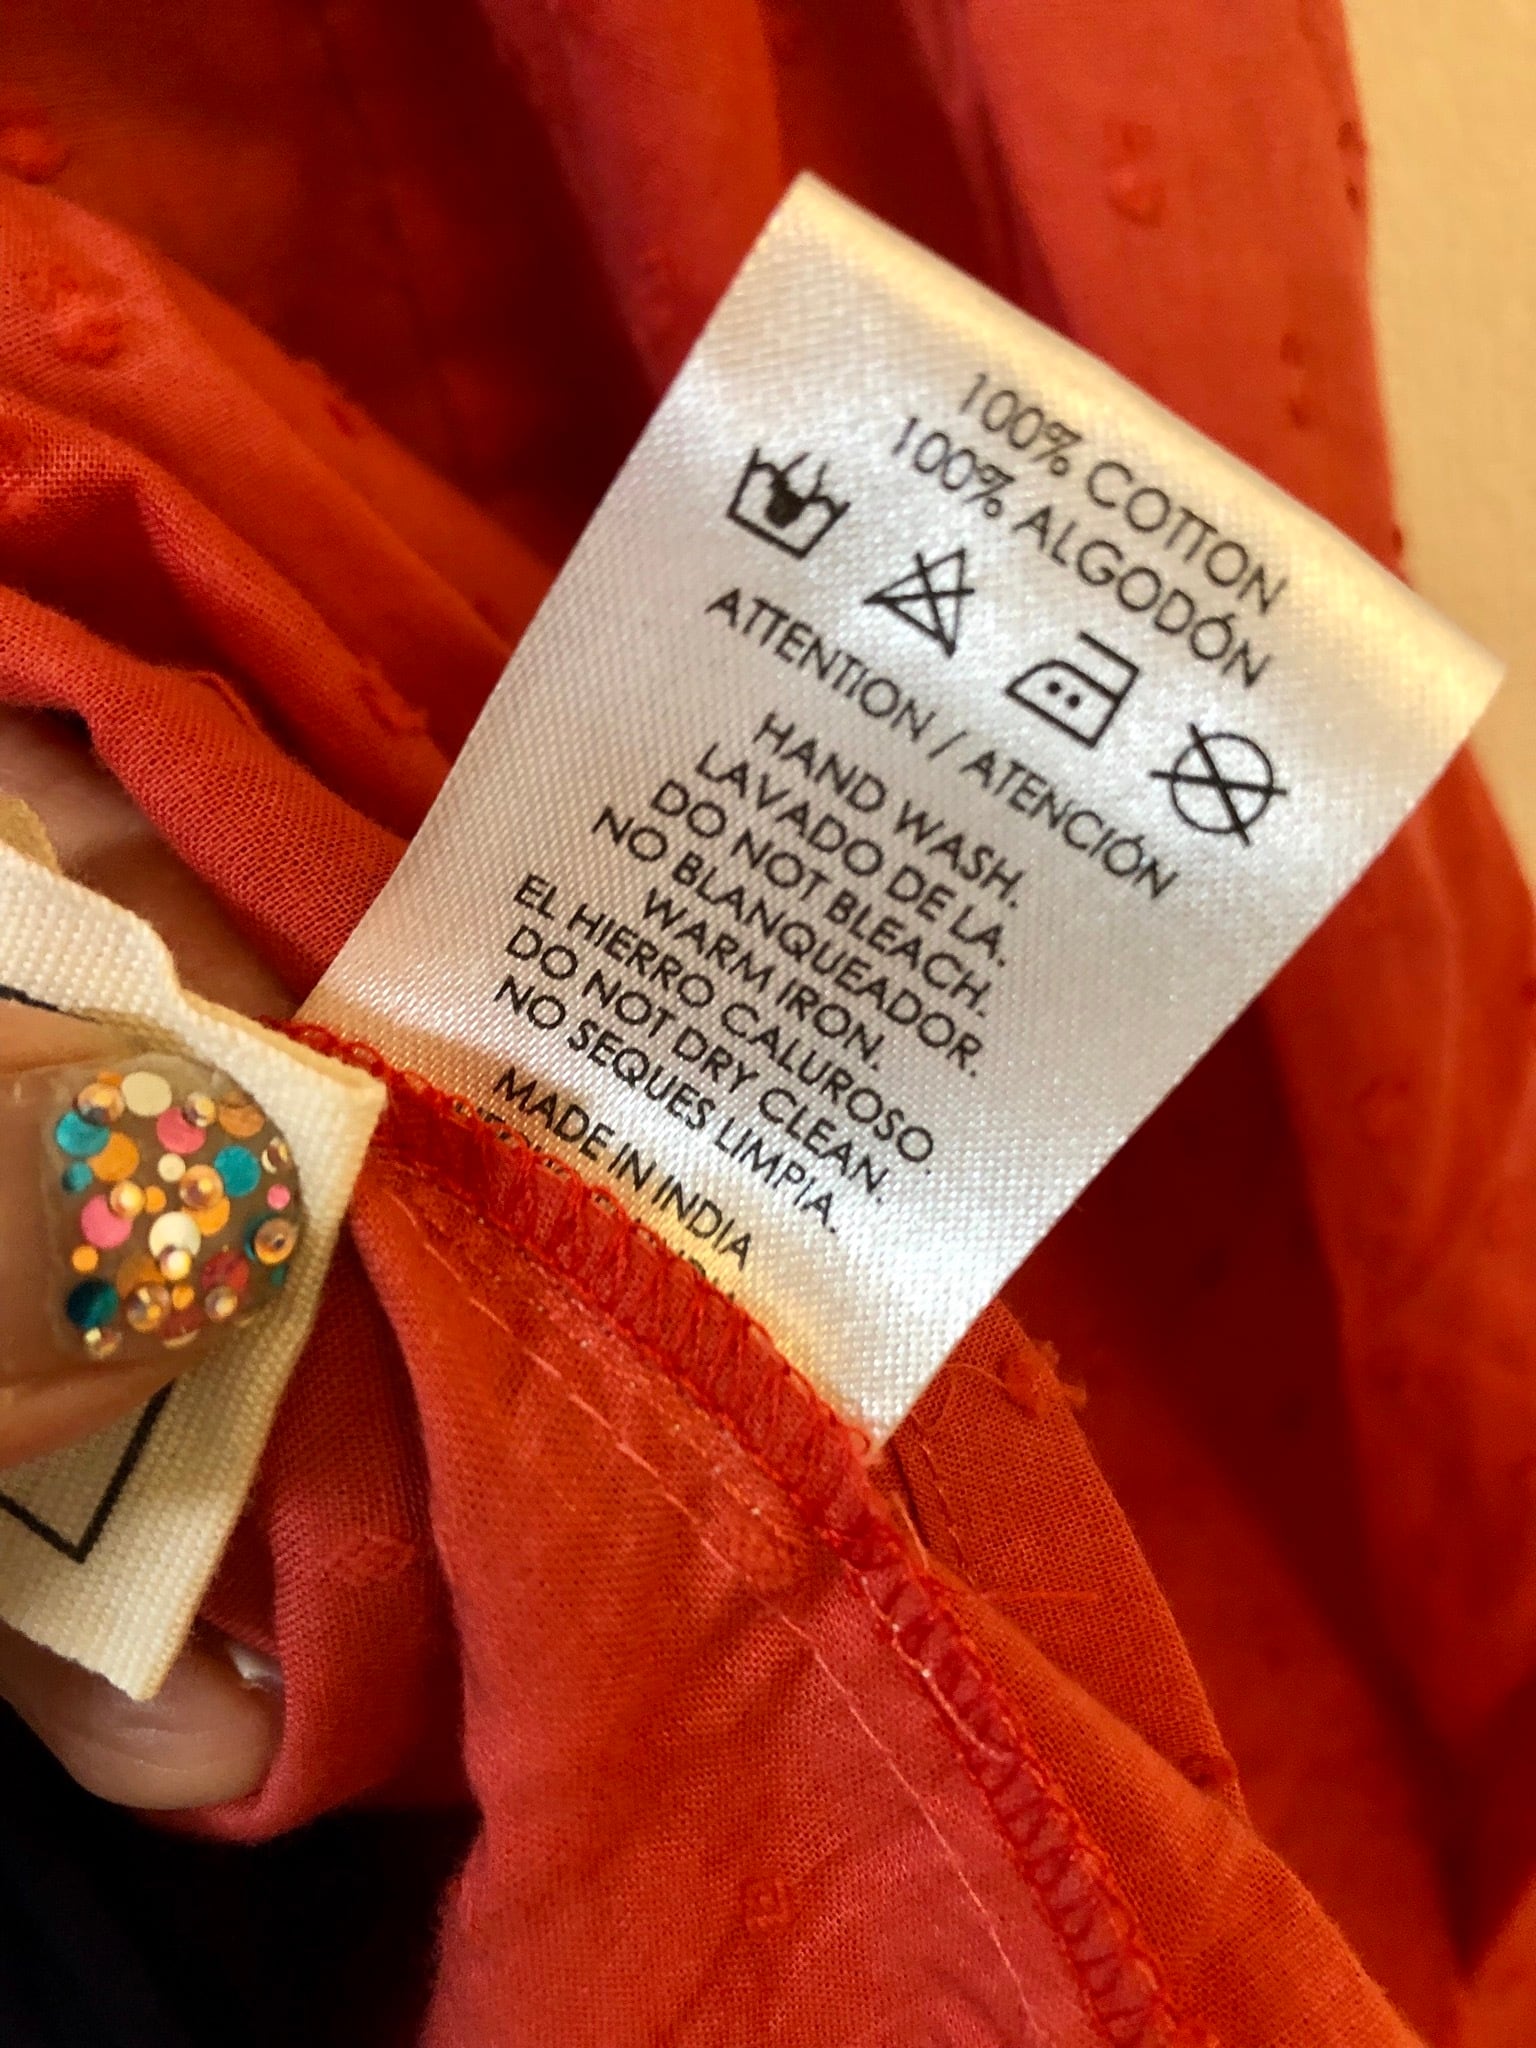 100% COTTON
100% ALGODÓN
ATTENTION / ATENCIÓN
HAND WASH.
LAVADO DE LA.
DO NOT BLEACH.
NO BLANQUEADOR.
WARM IRON.
EL HIERRO CALUROSO.
DO NOT DRY CLEAN.
NO SEQUES LIMPIA.
MADE IN INDIA